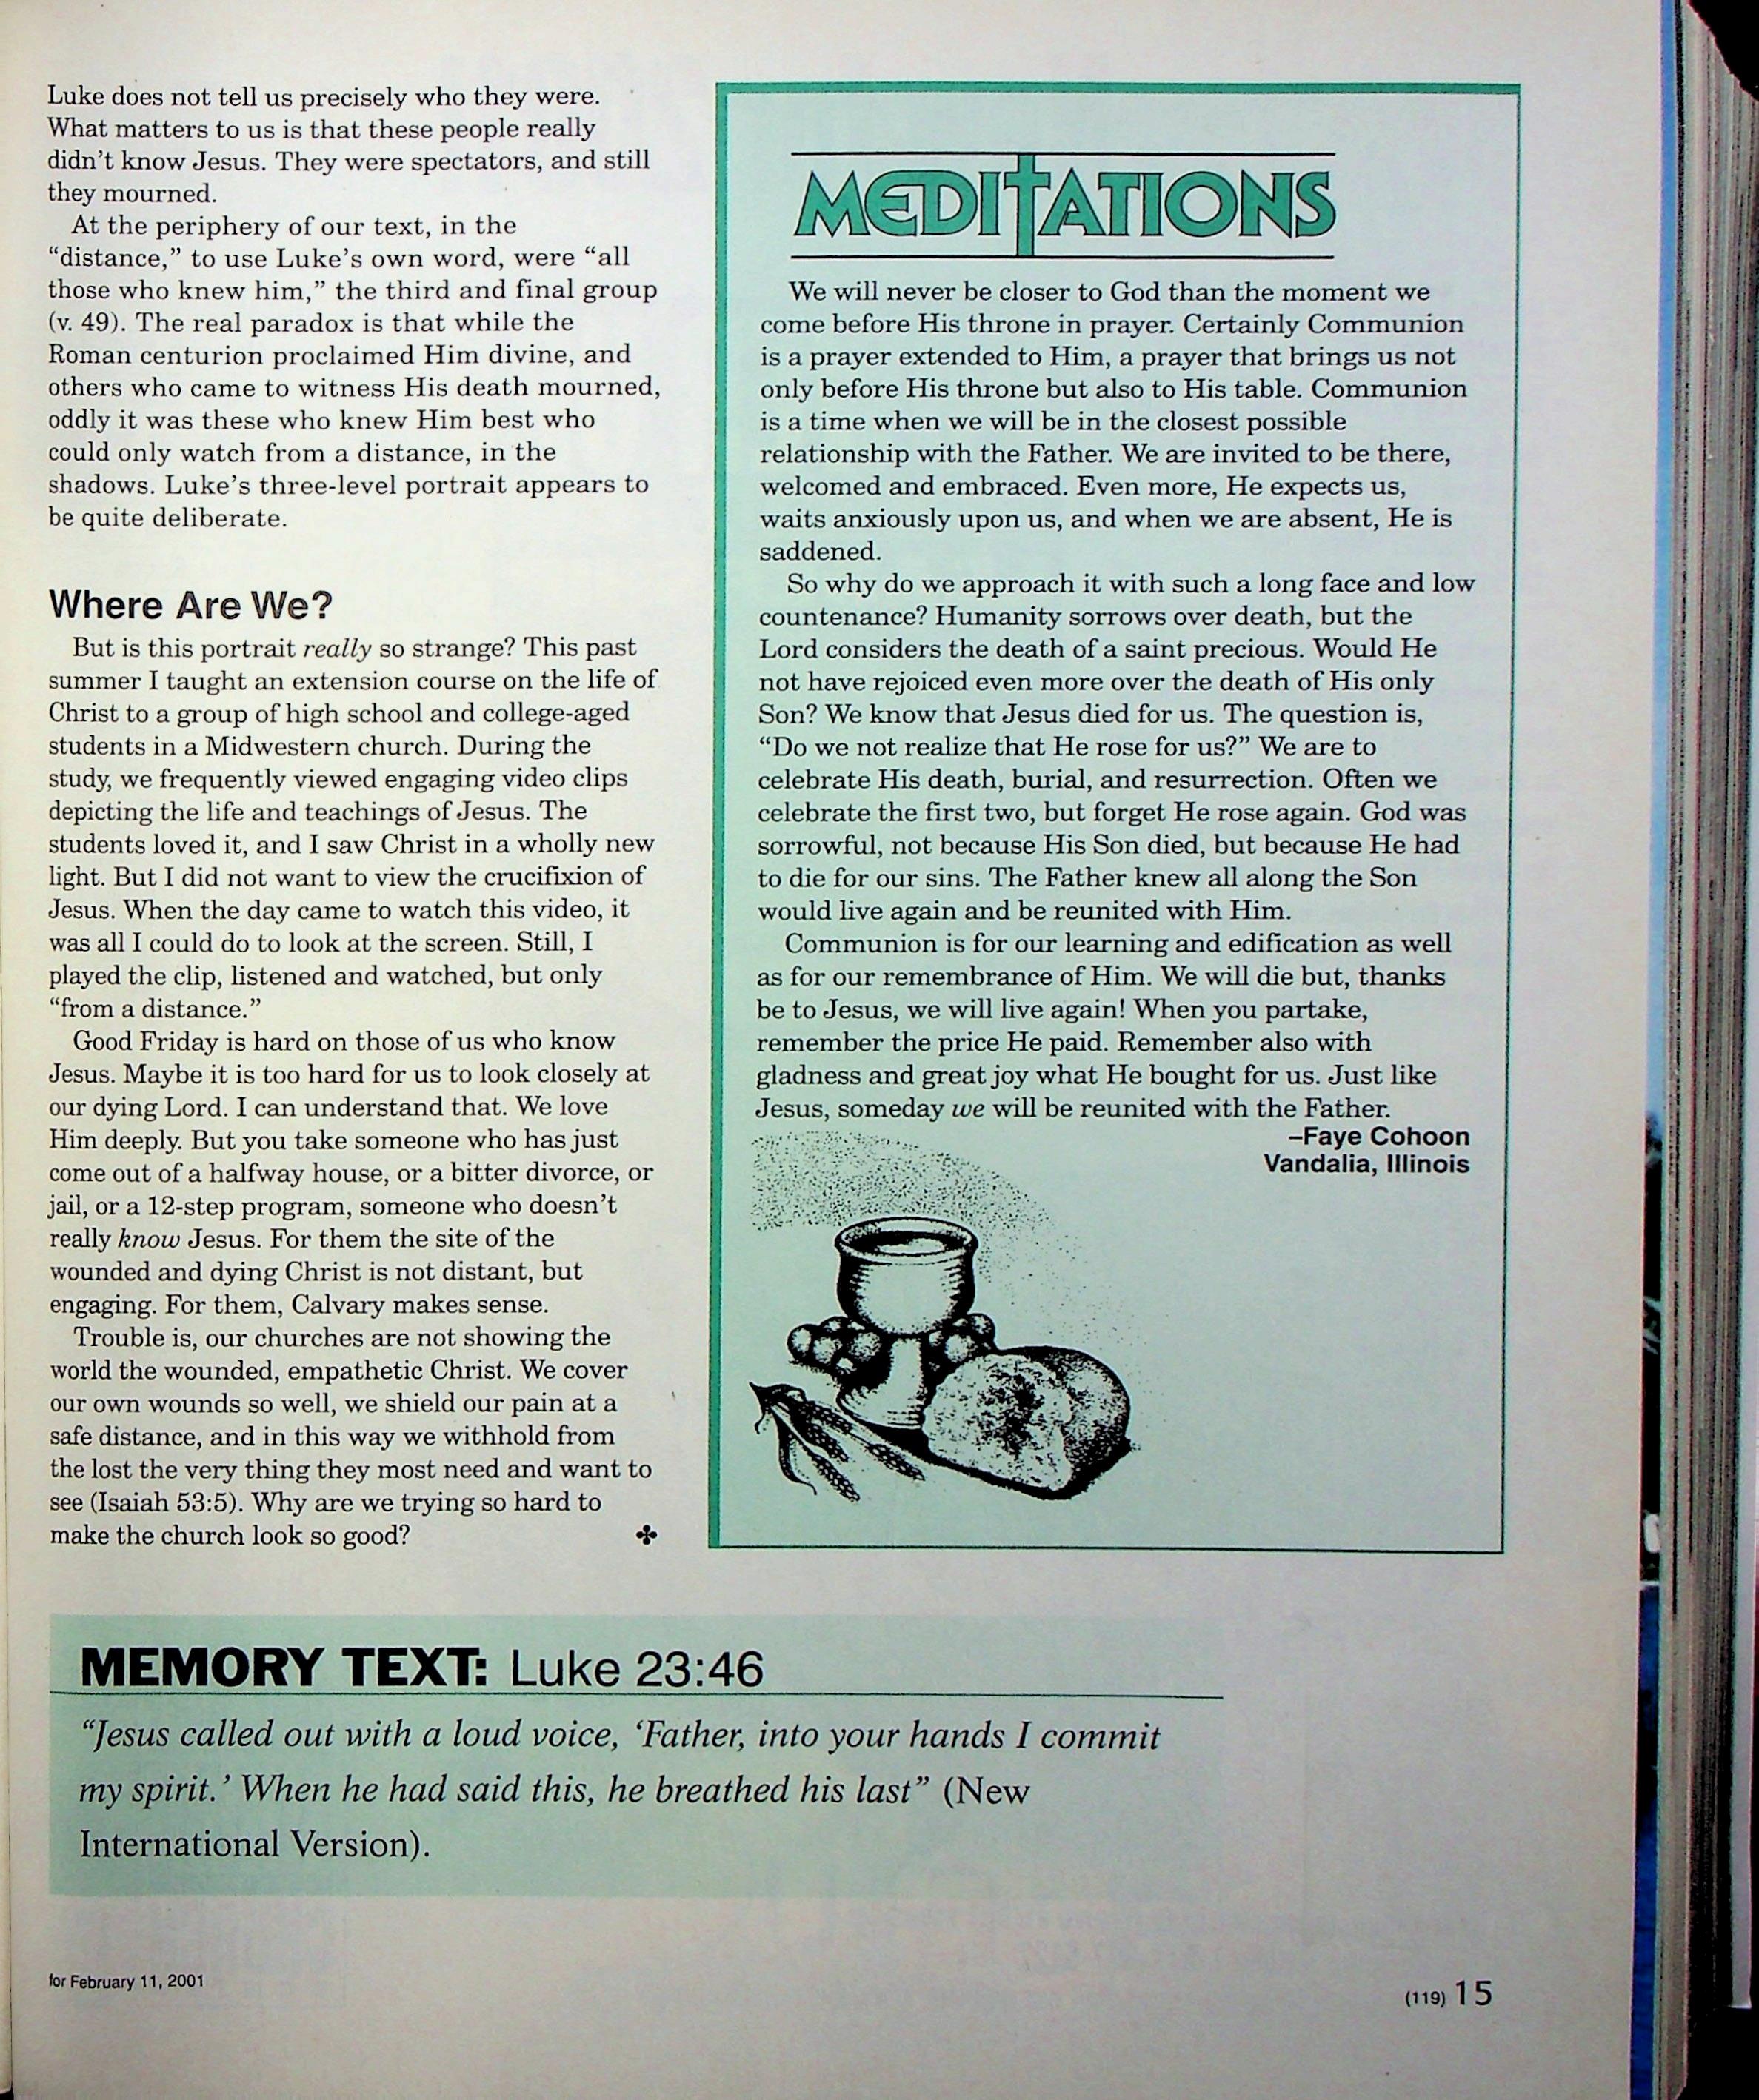 Luke does not tell us precisely who they were.
What matters to us is that these people really
didn’t know Jesus. They were spectators, and still
they mourned.
At the periphery of our text, in the
“distance,” to use Luke’s own word, were “all
those who knew him,” the third and final group
(v. 49). The real paradox is that while the
Roman centurion proclaimed Him divine, and
others who came to witness His death mourned,
oddly it was these who knew Him best who
could only watch from a distance, in the
shadows. Luke’s three-level portrait appears to
be quite deliberate.
Where Are We?
But is this portrait really so strange? This past
summer I taught an extension course on the life of
Christ to a group of high school and college-aged
students in a Midwestern church. During the
study, we frequently viewed engaging video clips
depicting the life and teachings of Jesus. The
students loved it, and I saw Christ in a wholly new
light. But I did not want to view the crucifixion of
Jesus. When the day came to watch this video, it
was all I could do to look at the screen. Still, I
played the clip, listened and watched, but only
“from a distance.”
Good Friday is hard on those of us who know
Jesus. Maybe it is too hard for us to look closely at
our dying Lord. I can understand that. We love
Him deeply. But you take someone who has just
come out of a halfway house, or a bitter divorce, or
jail, or a 12-step program, someone who doesn’t
really know Jesus. For them the site of the
wounded and dying Christ is not distant, but
engaging. For them, Calvary makes sense.
Trouble is, our churches are not showing the
world the wounded, empathetic Christ. We cover
our own wounds so well, we shield our pain at a
safe distance, and in this way we withhold from
the lost the very thing they most need and want to
see (Isaiah 53:5). Why are we trying so hard to
make the church look so good?
MEDITATIONS
We will never be closer to God than the moment we
come before His throne in prayer. Certainly Communion
is a prayer extended to Him, a prayer that brings us not
only before His throne but also to His table. Communion
is a time when we will be in the closest possible
relationship with the Father. We are invited to be there,
welcomed and embraced. Even more, He expects us,
waits anxiously upon us, and when we are absent, He is
saddened.
So why do we approach it with such a long face and low
countenance? Humanity sorrows over death, but the
Lord considers the death of a saint precious. Would He
not have rejoiced even more over the death of His only
Son? We know that Jesus died for us. The question is,
“Do we not realize that He rose for us?” We are to
celebrate His death, burial, and resurrection. Often we
celebrate the first two, but forget He rose again. God was
sorrowful, not because His Son died, but because He had
to die for our sins. The Father knew all along the Son
would live again and be reunited with Him.
Communion is for our learning and edification as well
as for our remembrance of Him. We will die but, thanks
be to Jesus, we will live again! When you partake,
remember the price He paid. Remember also with
gladness and great joy what He bought for us. Just like
Jesus, someday we will be reunited with the Father.
–Faye Cohoon
Vandalia, Illinois
MEMORY TEXT: Luke 23:46
“Jesus called out with a loud voice, ‘Father, into your hands I commit
my spirit.’ When he had said this, he breathed his last” (New
International Version).
for February 11, 2001
(119) 15